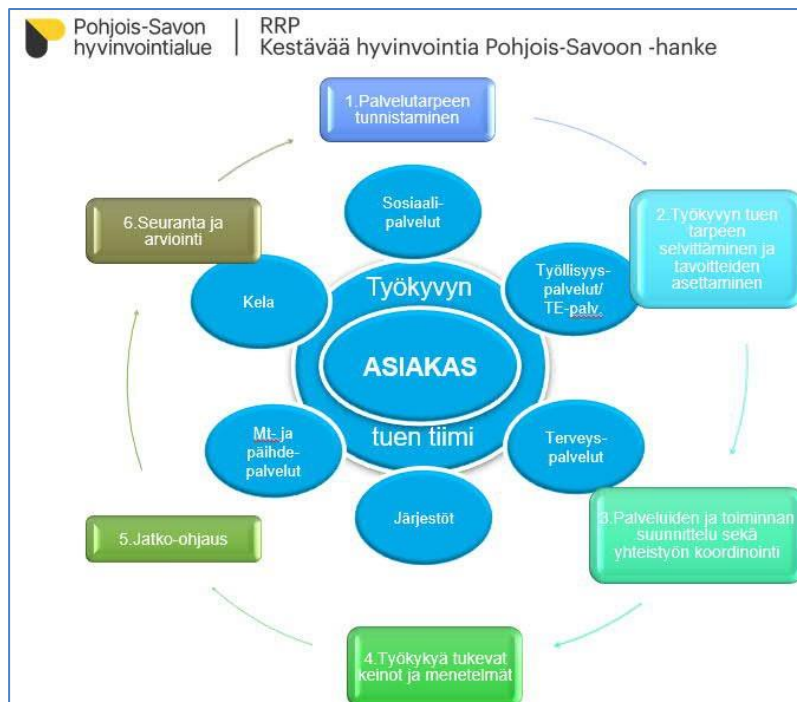 Pohjois-Savon
hyvinvointialue
RRP
Kestävää hyvinvointia Pohjois-Savoon -hanke
1.Palvelutarpeen
tunnistaminen
2.Työkyvyn tuen
tarpeen
selvittäminen ja
tavoitteiden
asettaminen
3.Palveluiden ja toiminnan
suunnittelu sekä
yhteistyön koordinointi
4.Työkykyä tukevat
keinot ja menetelmät
5.Jatko-ohjaus
6.Seuranta ja
arviointi
Sosiaali-
palvelut
Työllisyys-
palvelut/
TE-palv.
Terveys-
palvelut
Järjestöt
Mt- ja
päihde-
palvelut
Kela
Työkyvyn
ASIAKAS
tuen tiimi